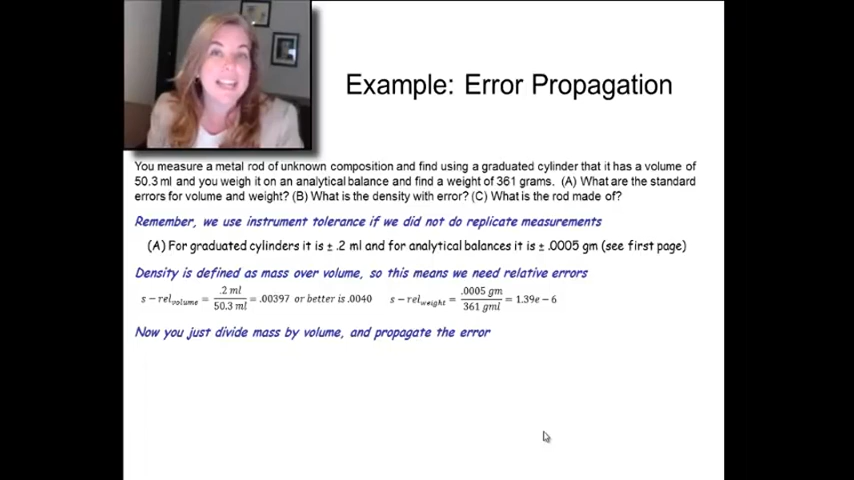 Example: Error Propagation
You measure a metal rod of unknown composition and find using a graduated cylinder that it has a volume of
50.3 ml and you weigh it on an analytical balance and find a weight of 361 grams. (A) What are the standard
errors for volume and weight? (B) What is the density with error? (C) What is the rod made of?
Remember, we use instrument tolerance if we did not do replicate measurements
(A) For graduated cylinders it is ± .2 ml and for analytical balances it is ± .0005 gm (see first page)
Density is defined as mass over volume, so this means we need relative errors
s − rel_volume = .2 ml / 50.3 ml = .00397 or better is .0040 s − rel_weight = .0005 gm / 361 gml = 1.39e − 6
Now you just divide mass by volume, and propagate the error